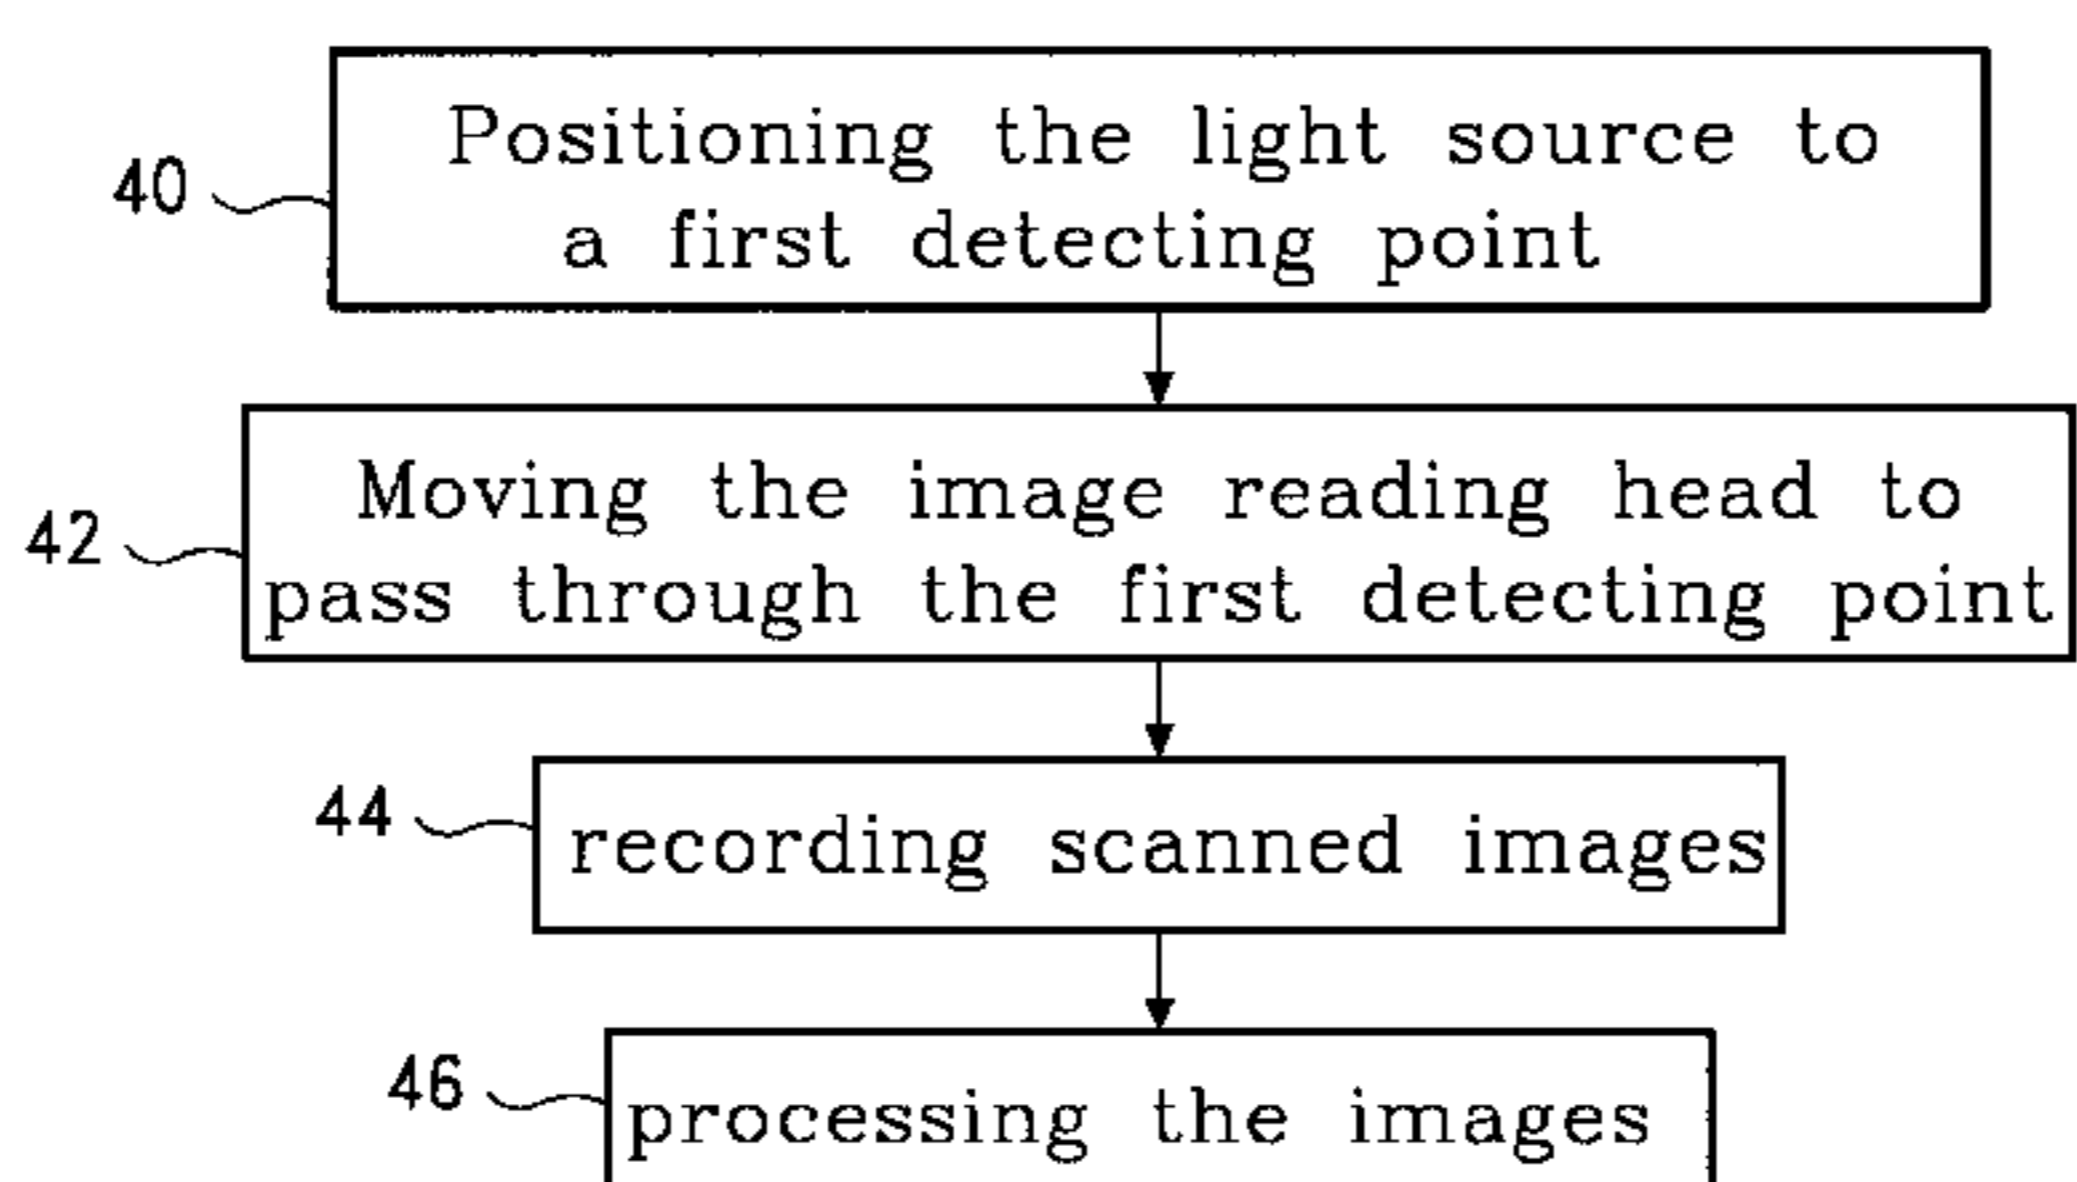 40
Positioning the light source to
a first detecting point
42
Moving the image reading head to
pass through the first detecting point
44
recording scanned images
46
processing the images